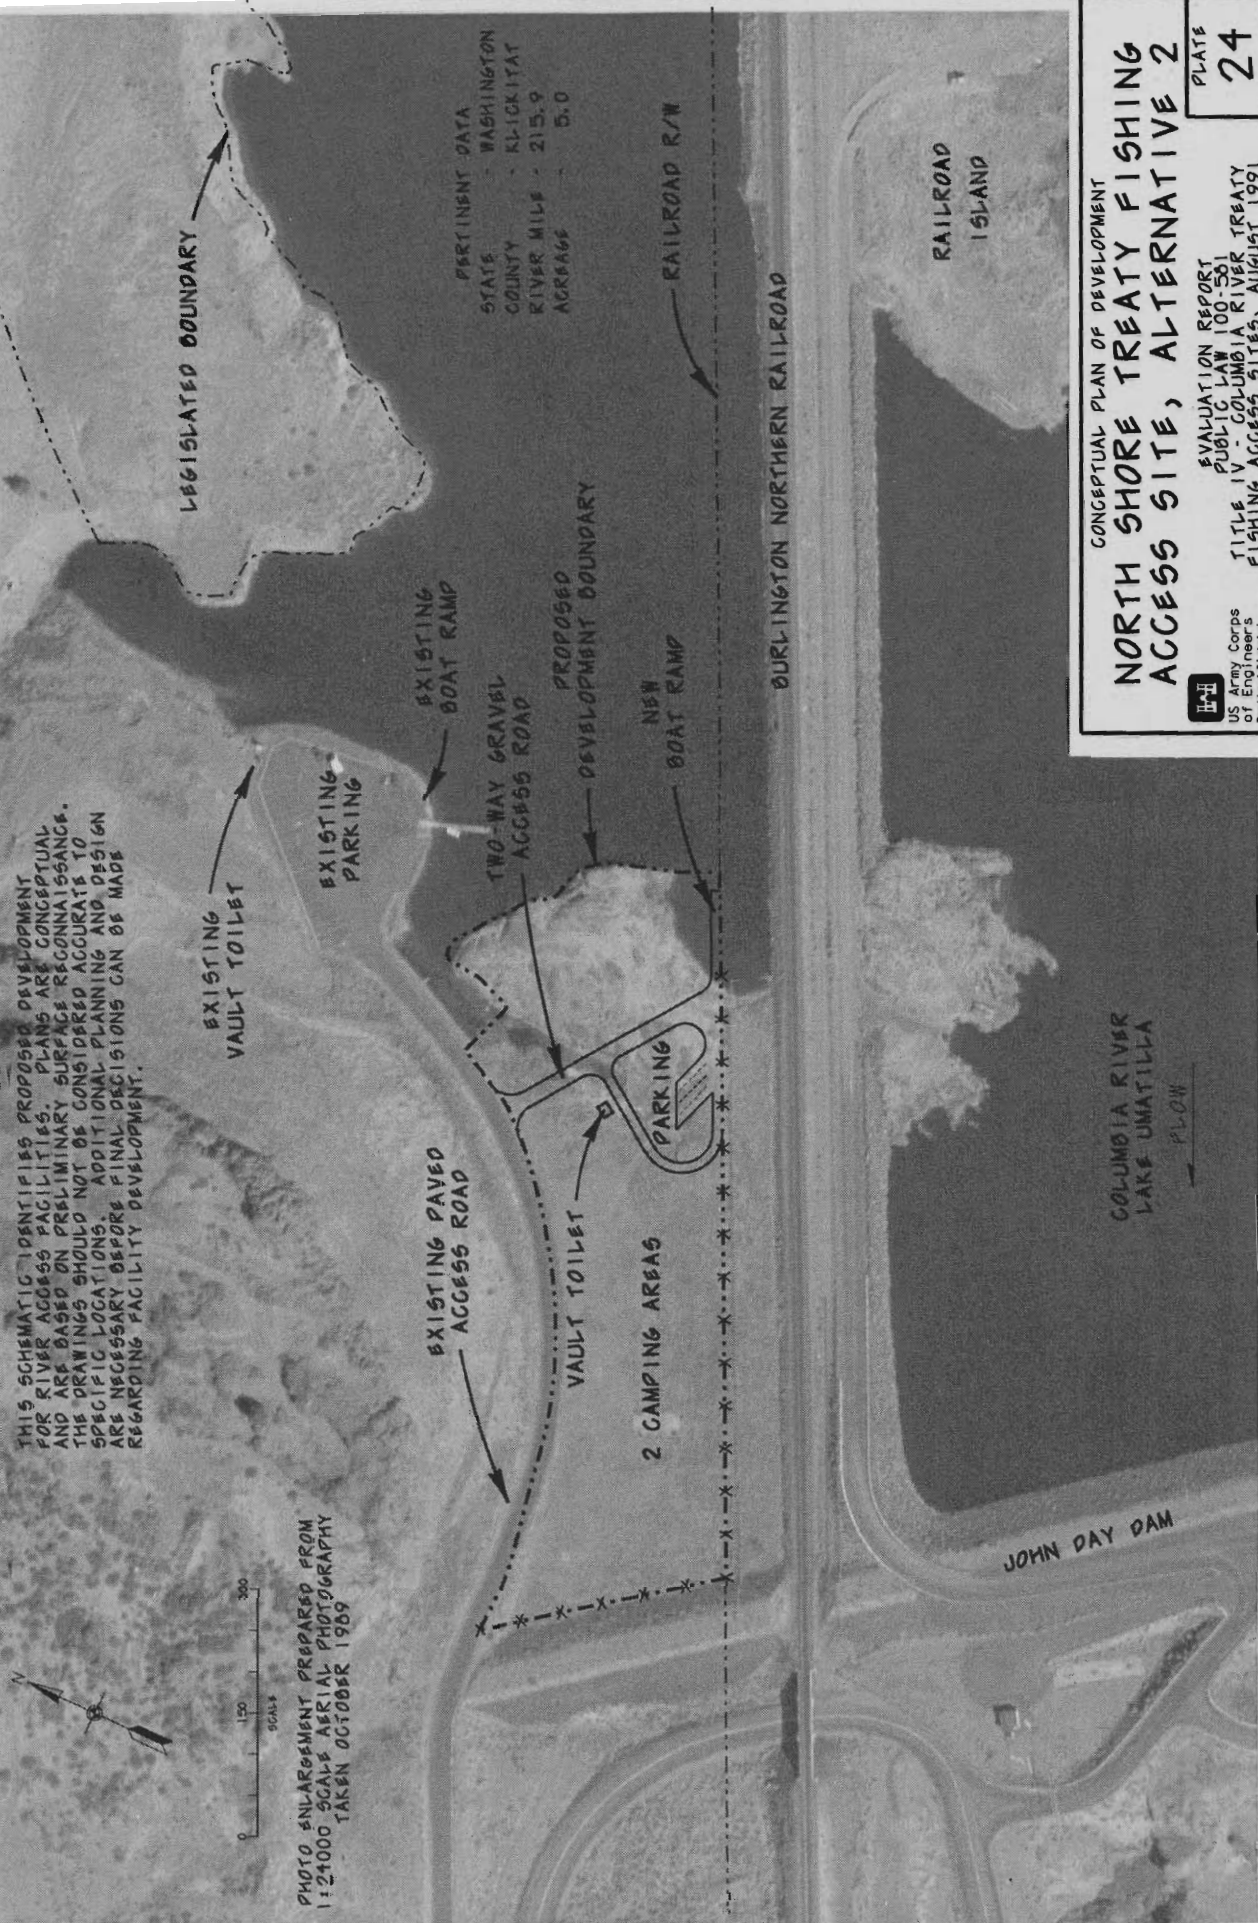 THIS SCHEMATIC IDENTIFIES PROPOSED DEVELOPMENT
FOR RIVER ACCESS FACILITIES. PLANS ARE CONCEPTUAL
AND ARE BASED ON PRELIMINARY SURFACE RECONNAISSANCE.
THE DRAWINGS SHOULD NOT BE CONSIDERED ACCURATE TO
SPECIFIC LOCATIONS. ADDITIONAL PLANNING AND DESIGN
ARE NECESSARY BEFORE FINAL DECISIONS CAN BE MADE
REGARDING FACILITY DEVELOPMENT.
N
0 150 300
SCALE
PHOTO ENLARGEMENT PREPARED FROM
1:24000 SCALE AERIAL PHOTOGRAPHY
TAKEN OCTOBER 1989
LEGISLATED BOUNDARY
EXISTING
VAULT TOILET
EXISTING
PARKING
EXISTING
BOAT RAMP
PERTINENT DATA
STATE - WASHINGTON
COUNTY - KLICKITAT
RIVER MILE - 215.9
ACREAGE - 5.0
EXISTING PAVED
ACCESS ROAD
TWO-WAY GRAVEL
ACCESS ROAD
PROPOSED
DEVELOPMENT BOUNDARY
VAULT TOILET
2 CAMPING AREAS
PARKING
NEW
BOAT RAMP
RAILROAD R/W
BURLINGTON NORTHERN RAILROAD
RAILROAD
ISLAND
JOHN DAY DAM
COLUMBIA RIVER
LAKE UMATILLA
FLOW
CONCEPTUAL PLAN OF DEVELOPMENT
NORTH SHORE TREATY FISHING
ACCESS SITE, ALTERNATIVE 2
US Army Corps
of Engineers
EVALUATION REPORT
PUBLIC LAW 100-581
TITLE IV - COLUMBIA RIVER TREATY
FISHING ACCESS SITES, AUGUST 1991
PLATE
24